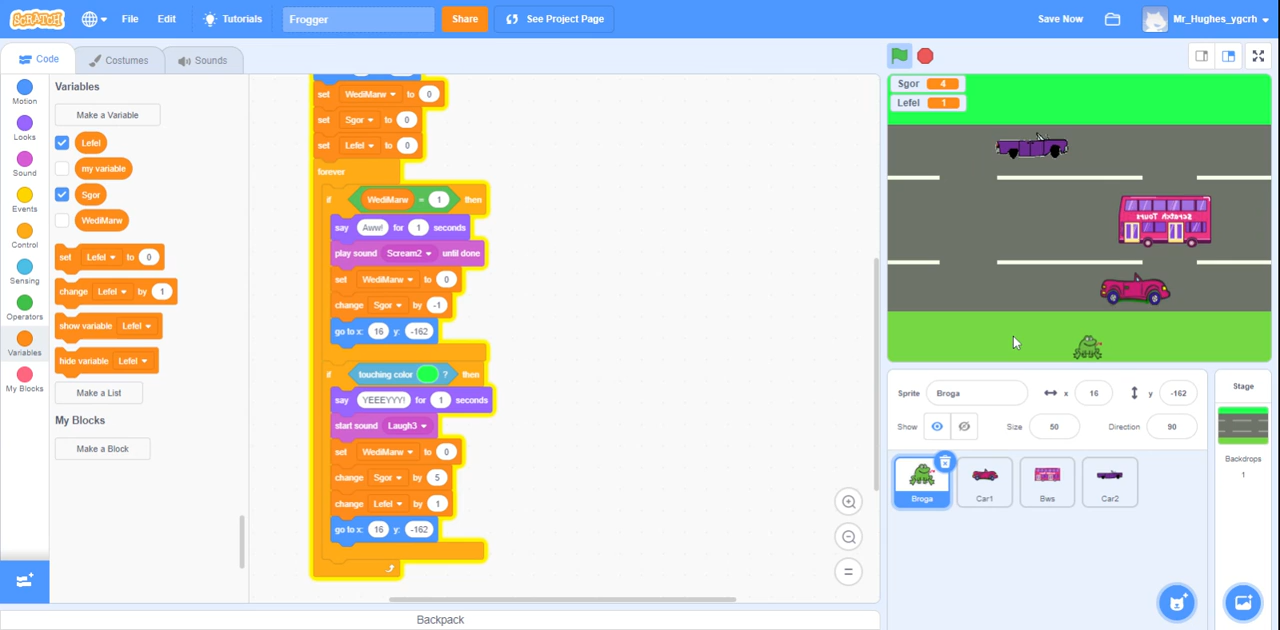 SCRATCH File Edit Tutorials Frogger Share See Project Page Save Now Mr_Hughes_ygcrh
Code Costumes Sounds
Motion
Looks
Sound
Events
Control
Sensing
Operators
Variables
My Blocks
Variables
Make a Variable
Lefel
my variable
Sgor
WediMarw
set Lefel to 0
change Lefel by 1
show variable Lefel
hide variable Lefel
Make a List
My Blocks
Make a Block
set WediMarw to 0
set Sgor to 0
set Lefel to 0
forever
if WediMarw = 1 then
say Aww! for 1 seconds
play sound Scream2 until done
set WediMarw to 0
change Sgor by -1
go to x: 16 y: -162
if touching color ? then
say YEEEYYY! for 1 seconds
start sound Laugh3
set WediMarw to 0
change Sgor by 5
change Lefel by 1
go to x: 16 y: -162
Backpack
Sgor 4
Lefel 1
Scratch Tours
Sprite Broga x 16 y -162
Show Size 50 Direction 90
Broga Car1 Bws Car2
Stage
Backdrops
1